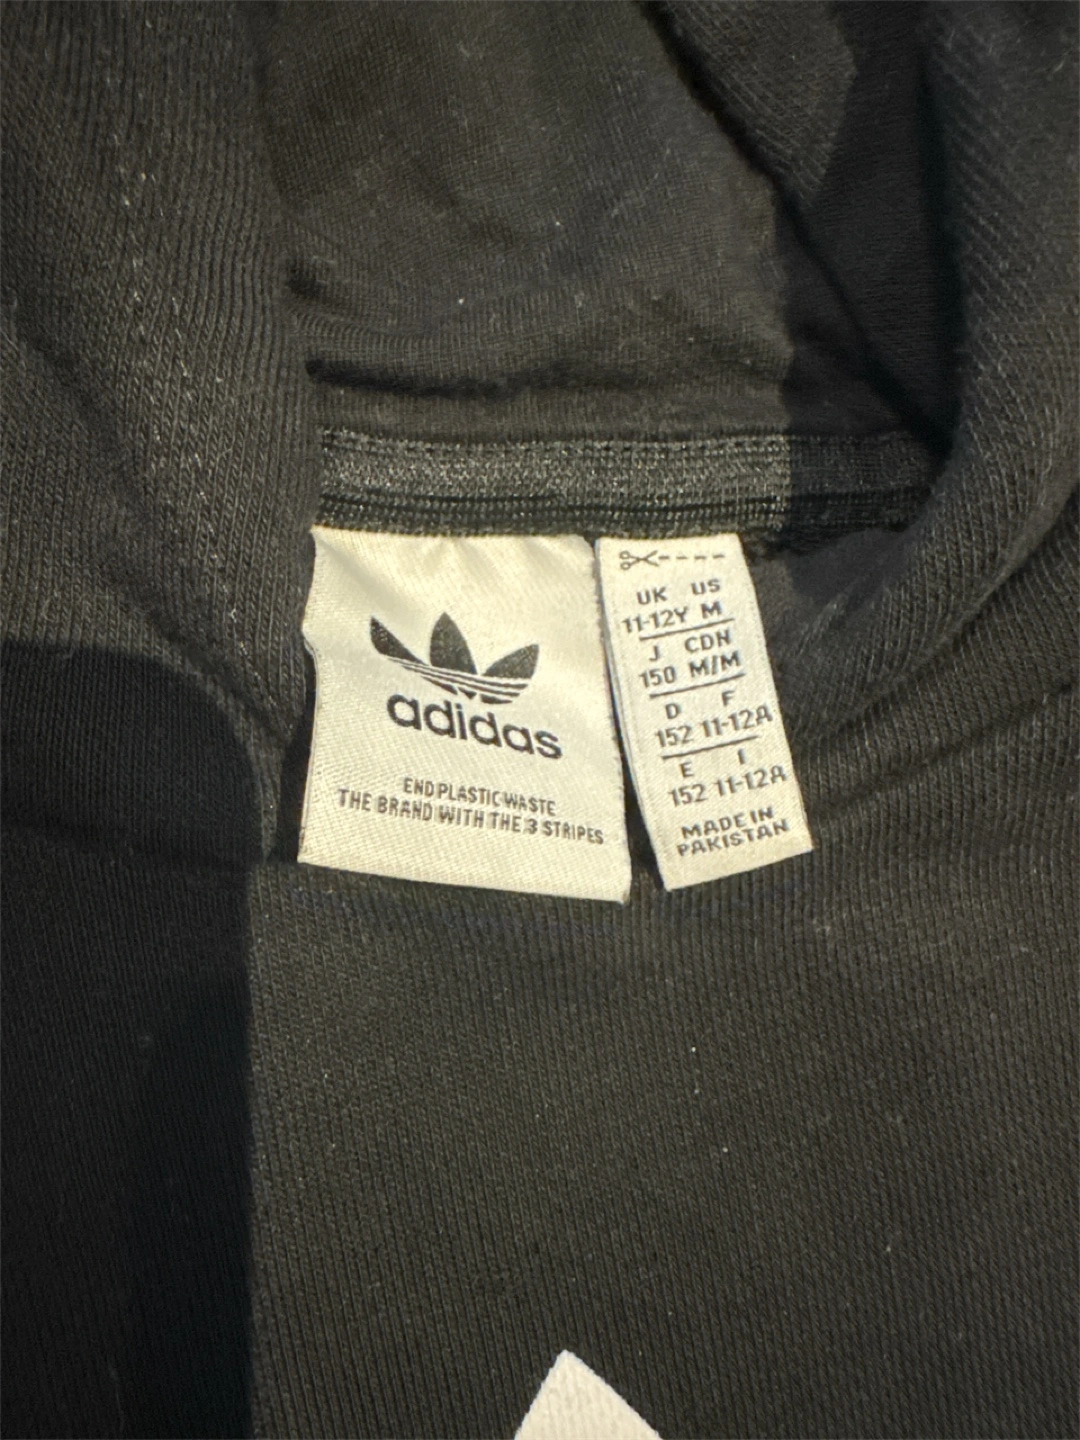 adidas
END PLASTIC WASTE
THE BRAND WITH THE 3 STRIPES
UK US
11-12Y M
J CDN
150 M/M
D F
152 11-12A
E I
152 11-12A
MADE IN
PAKISTAN